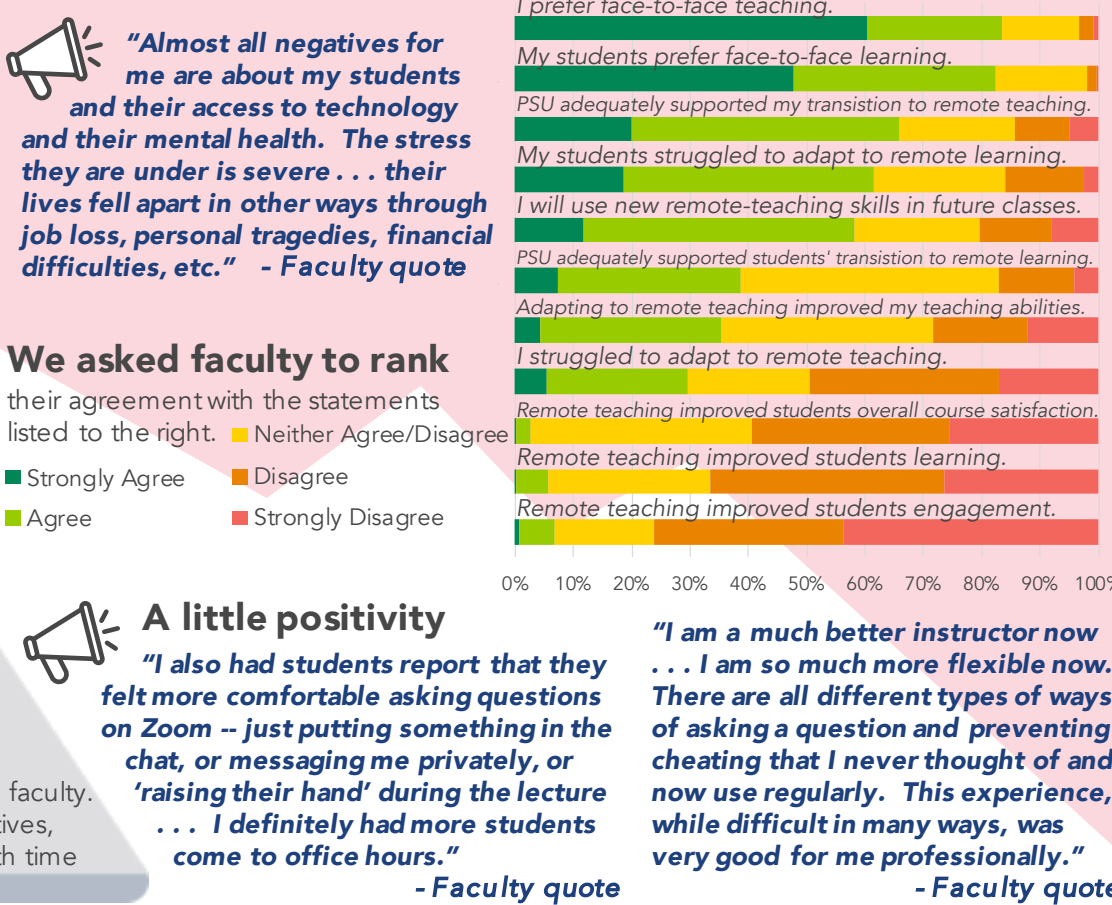 “Almost all negatives for
me are about my students
and their access to technology
and their mental health. The stress
they are under is severe . . . their
lives fell apart in other ways through
job loss, personal tragedies, financial
difficulties, etc.” - Faculty quote
We asked faculty to rank
their agreement with the statements
listed to the right.
Neither Agree/Disagree
Strongly Agree
Disagree
Agree
Strongly Disagree
I prefer face-to-face teaching.
My students prefer face-to-face learning.
PSU adequately supported my transistion to remote teaching.
My students struggled to adapt to remote learning.
I will use new remote-teaching skills in future classes.
PSU adequately supported students' transistion to remote learning.
Adapting to remote teaching improved my teaching abilities.
I struggled to adapt to remote teaching.
Remote teaching improved students overall course satisfaction.
Remote teaching improved students learning.
Remote teaching improved students engagement.
0% 10% 20% 30% 40% 50% 60% 70% 80% 90% 100%
A little positivity
“I also had students report that they
felt more comfortable asking questions
on Zoom -- just putting something in the
chat, or messaging me privately, or
‘raising their hand’ during the lecture
. . . I definitely had more students
come to office hours.”
- Faculty quote
“I am a much better instructor now
. . . I am so much more flexible now.
There are all different types of ways
of asking a question and preventing
cheating that I never thought of and
now use regularly. This experience,
while difficult in many ways, was
very good for me professionally.”
- Faculty quote
faculty.
time